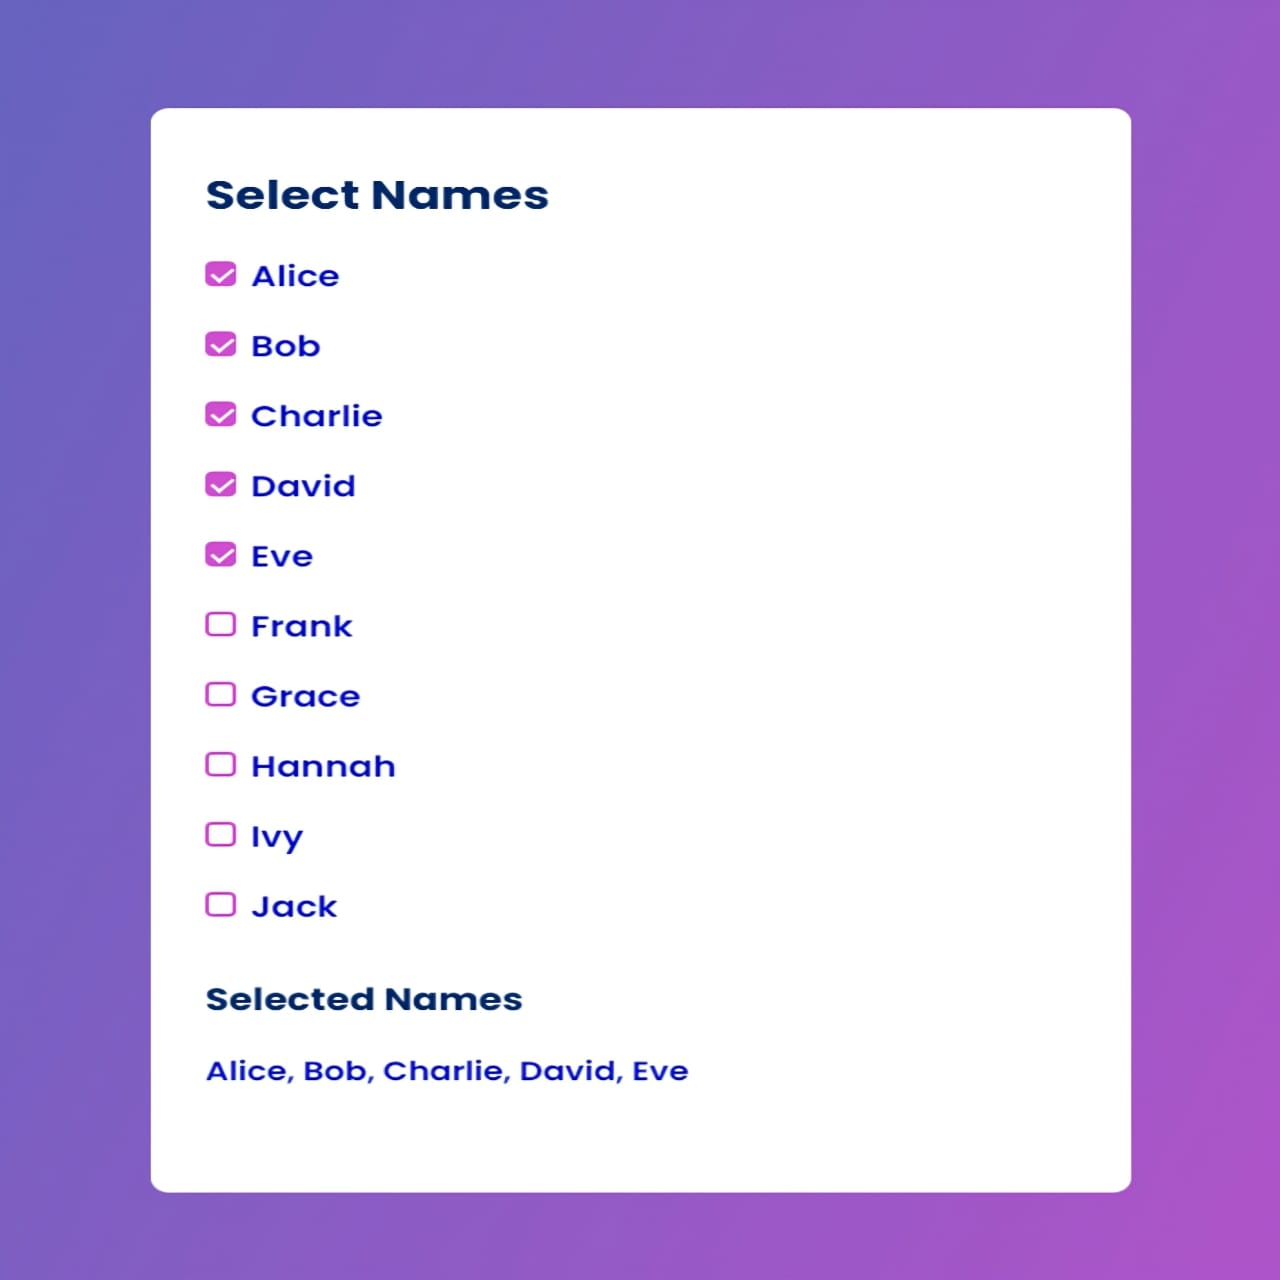 Select Names
Alice
Bob
Charlie
David
Eve
Frank
Grace
Hannah
Ivy
Jack
Selected Names
Alice, Bob, Charlie, David, Eve